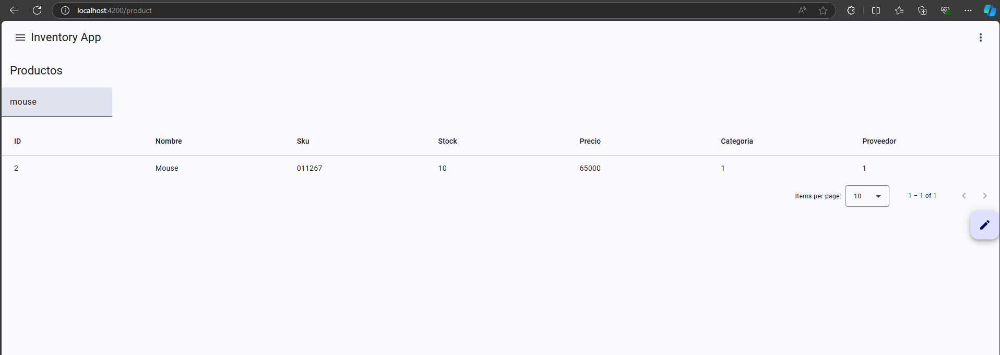 localhost:4200/product
Inventory App
Productos
mouse
ID Nombre Sku Stock Precio Categoria Proveedor
2 Mouse 011267 10 65000 1 1
Items per page: 10 1 – 1 of 1